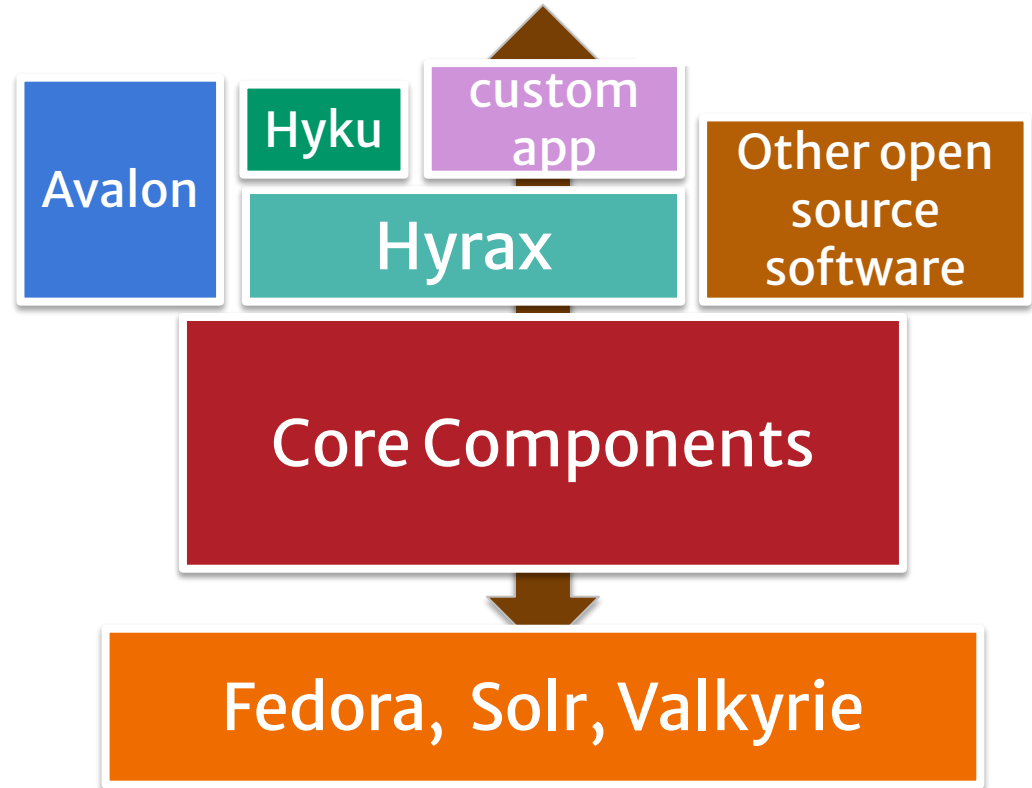 Avalon
Hyku
custom
app
Other open
source
software
Hyrax
Core Components
Fedora, Solr, Valkyrie